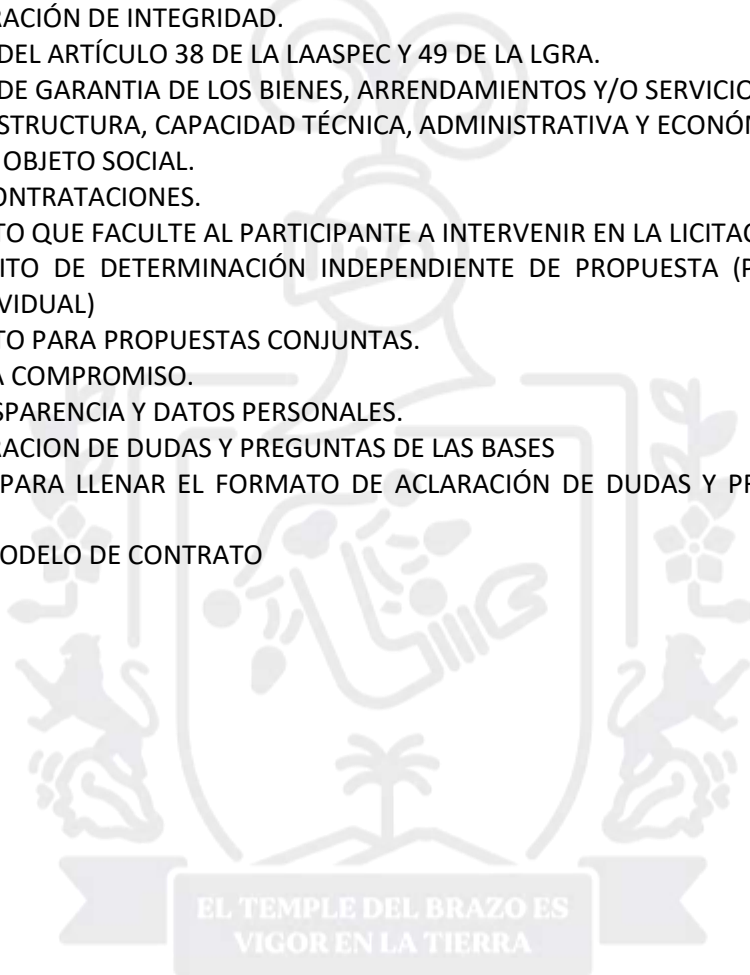 RACIÓN DE INTEGRIDAD.
DEL ARTÍCULO 38 DE LA LAASPEC Y 49 DE LA LGRA.
DE GARANTIA DE LOS BIENES, ARRENDAMIENTOS Y/O SERVICIO
STRUCTURA, CAPACIDAD TÉCNICA, ADMINISTRATIVA Y ECONÓ
OBJETO SOCIAL.
ONTRATACIONES.
TO QUE FACULTE AL PARTICIPANTE A INTERVENIR EN LA LICITAC
ITO DE DETERMINACIÓN INDEPENDIENTE DE PROPUESTA (P
VIDUAL)
TO PARA PROPUESTAS CONJUNTAS.
A COMPROMISO.
SPARENCIA Y DATOS PERSONALES.
RACION DE DUDAS Y PREGUNTAS DE LAS BASES
PARA LLENAR EL FORMATO DE ACLARACIÓN DE DUDAS Y PR
ODELO DE CONTRATO
EL TEMPLE DEL BRAZO ES
VIGOR EN LA TIERRA